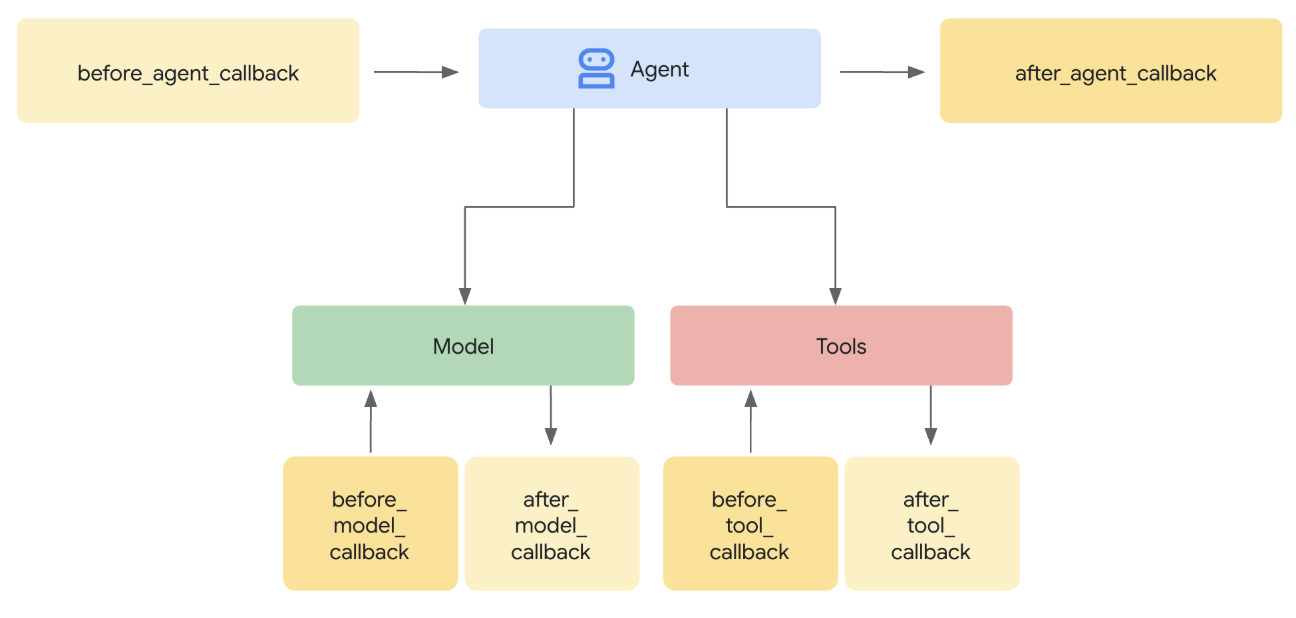 before_agent_callback
Agent
after_agent_callback
Model
Tools
before_
model_
callback
after_
model_
callback
before_
tool_
callback
after_
tool_
callback